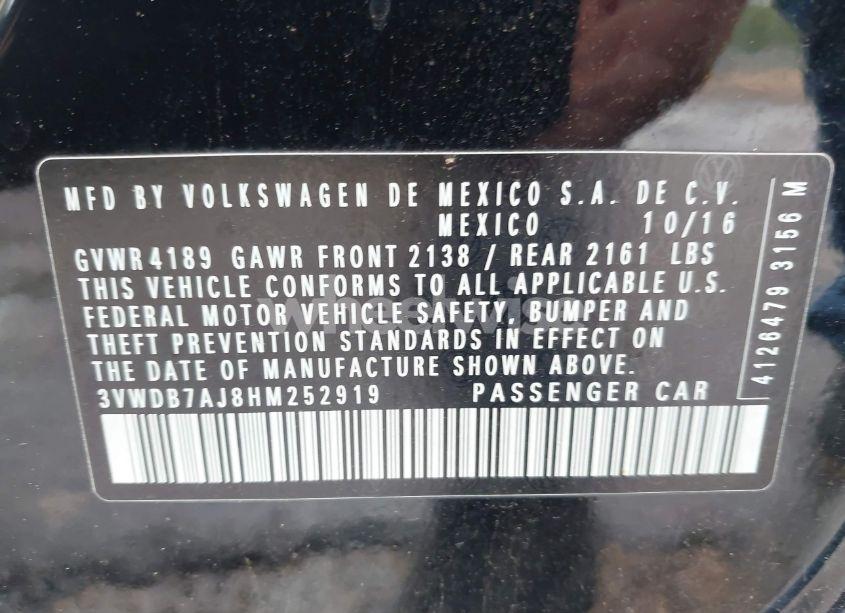 MFD BY VOLKSWAGEN DE MEXICO S.A. DE C.V.
MEXICO 10/16
GVWR 4189 GAWR FRONT 2138 / REAR 2161 LBS
THIS VEHICLE CONFORMS TO ALL APPLICABLE U.S.
FEDERAL MOTOR VEHICLE SAFETY, BUMPER AND
THEFT PREVENTION STANDARDS IN EFFECT ON
THE DATE OF MANUFACTURE SHOWN ABOVE.
3VWDB7AJ8HM252919 PASSENGER CAR
4126479 3156 M